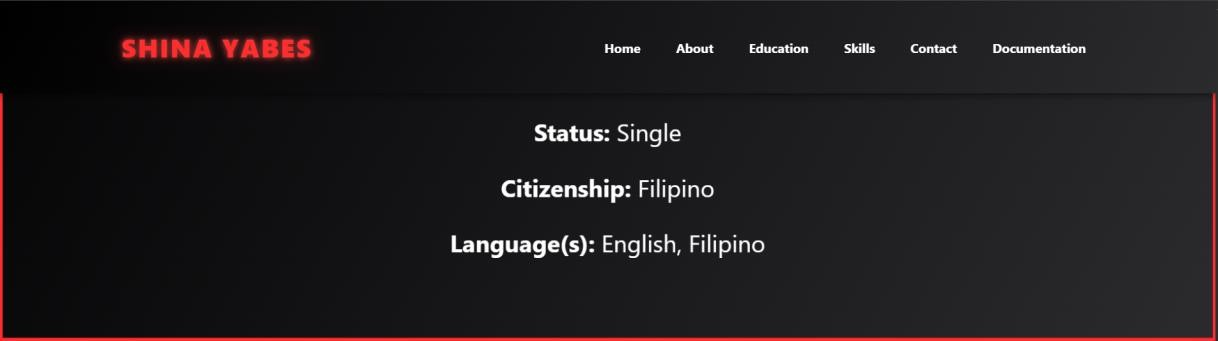 SHINA YABES
Home About Education Skills Contact Documentation
Status: Single
Citizenship: Filipino
Language(s): English, Filipino